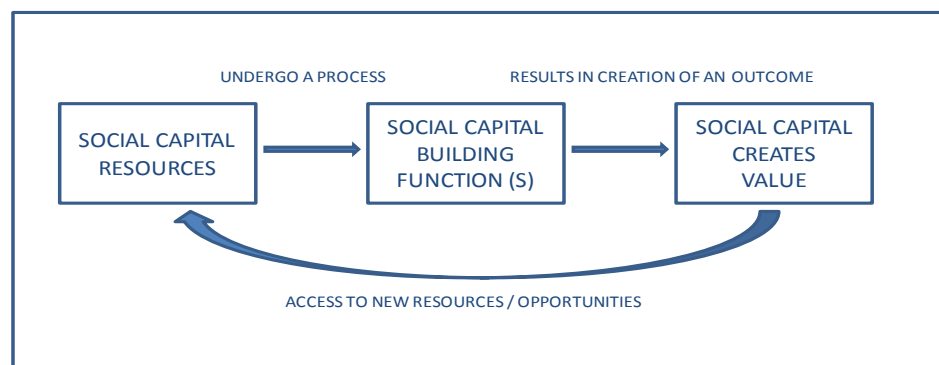 UNDERGO A PROCESS
RESULTS IN CREATION OF AN OUTCOME
SOCIAL CAPITAL
RESOURCES
SOCIAL CAPITAL
BUILDING
FUNCTION (S)
SOCIAL CAPITAL
CREATES
VALUE
ACCESS TO NEW RESOURCES / OPPORTUNITIES